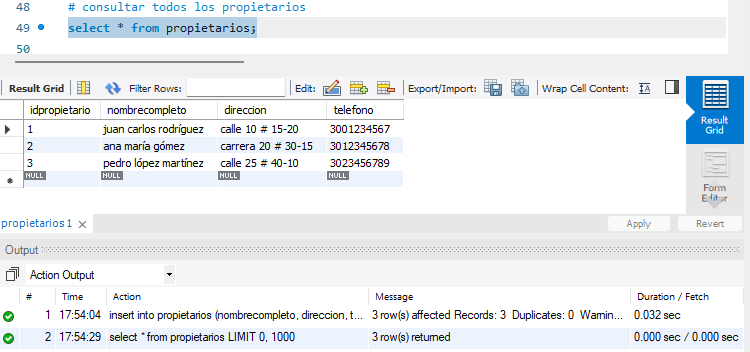 48 # consultar todos los propietarios
49 select * from propietarios;
50
Result Grid Filter Rows: Edit: Export/Import: Wrap Cell Content: IA
idpropietario nombrecompleto direccion telefono
1 juan carlos rodríguez calle 10 # 15-20 3001234567
2 ana maría gómez carrera 20 # 30-15 3012345678
3 pedro lópez martínez calle 25 # 40-10 3023456789
NULL NULL NULL NULL
Result
Grid
Form
Editor
propietarios 1 Apply Revert
Output
Action Output
# Time Action Message Duration / Fetch
1 17:54:04 insert into propietarios (nombrecompleto, direccion, t... 3 row(s) affected Records: 3 Duplicates: 0 Warnin... 0.032 sec
2 17:54:29 select * from propietarios LIMIT 0, 1000 3 row(s) returned 0.000 sec / 0.000 sec